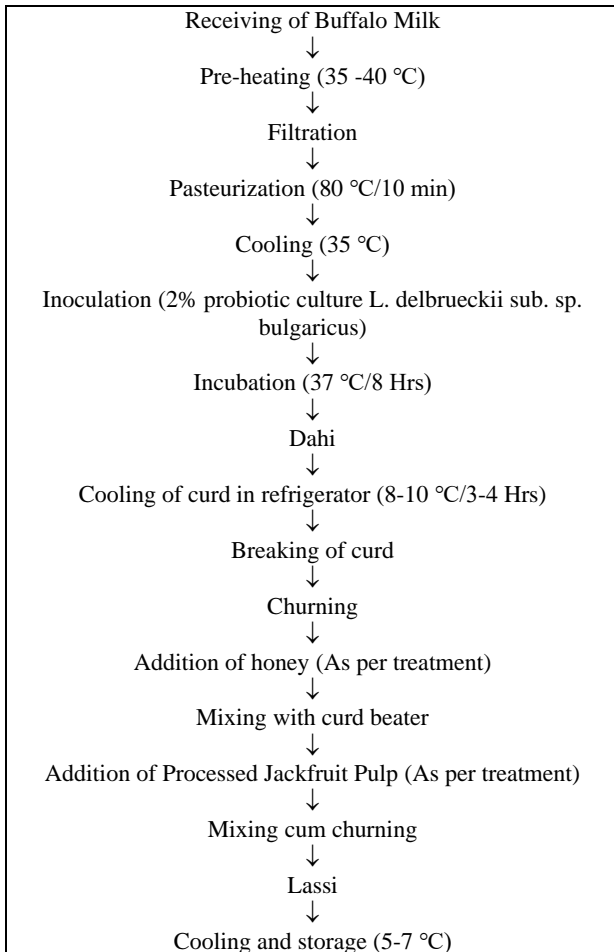 Receiving of Buffalo Milk
↓
Pre-heating (35 -40 °C)
↓
Filtration
↓
Pasteurization (80 °C/10 min)
↓
Cooling (35 °C)
↓
Inoculation (2% probiotic culture L. delbrueckii sub. sp.
bulgaricus)
↓
Incubation (37 °C/8 Hrs)
↓
Dahi
↓
Cooling of curd in refrigerator (8-10 °C/3-4 Hrs)
↓
Breaking of curd
↓
Churning
↓
Addition of honey (As per treatment)
↓
Mixing with curd beater
↓
Addition of Processed Jackfruit Pulp (As per treatment)
↓
Mixing cum churning
↓
Lassi
↓
Cooling and storage (5-7 °C)